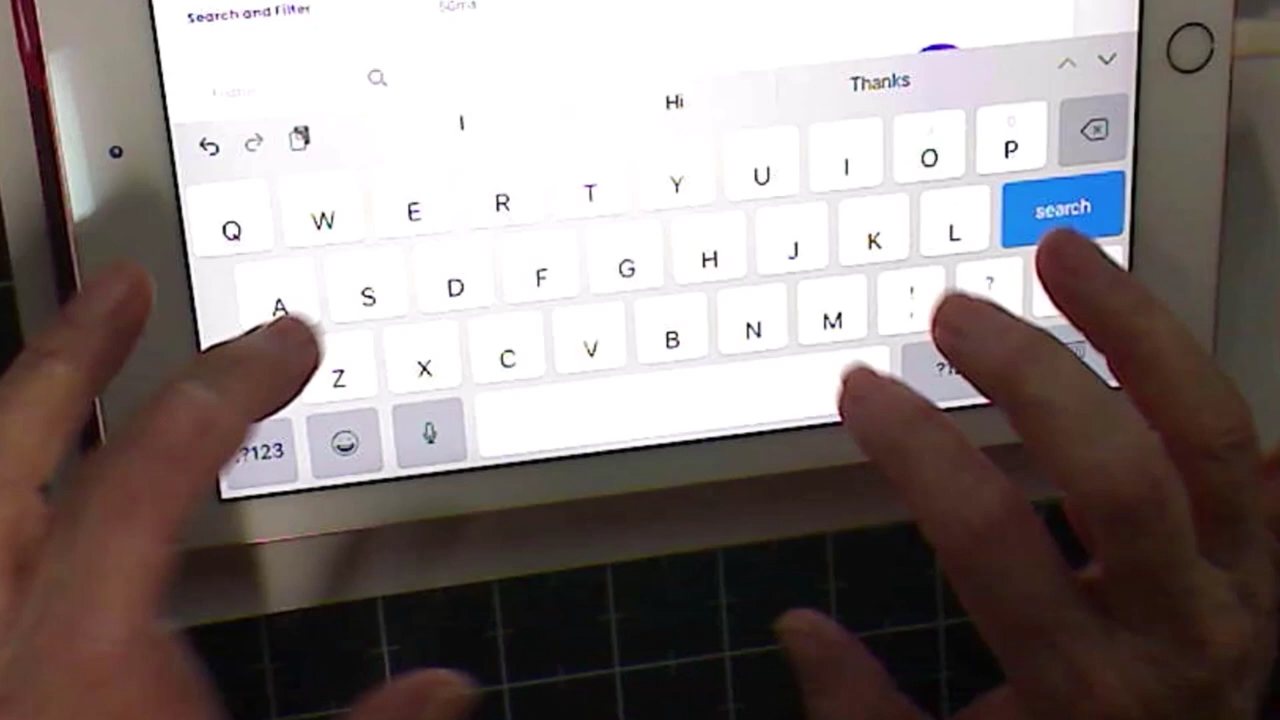 Search and Filter
I Hi Thanks
Q W E R T Y U I O P
A S D F G H J K L search
Z X C V B N M ! , ?
.?123